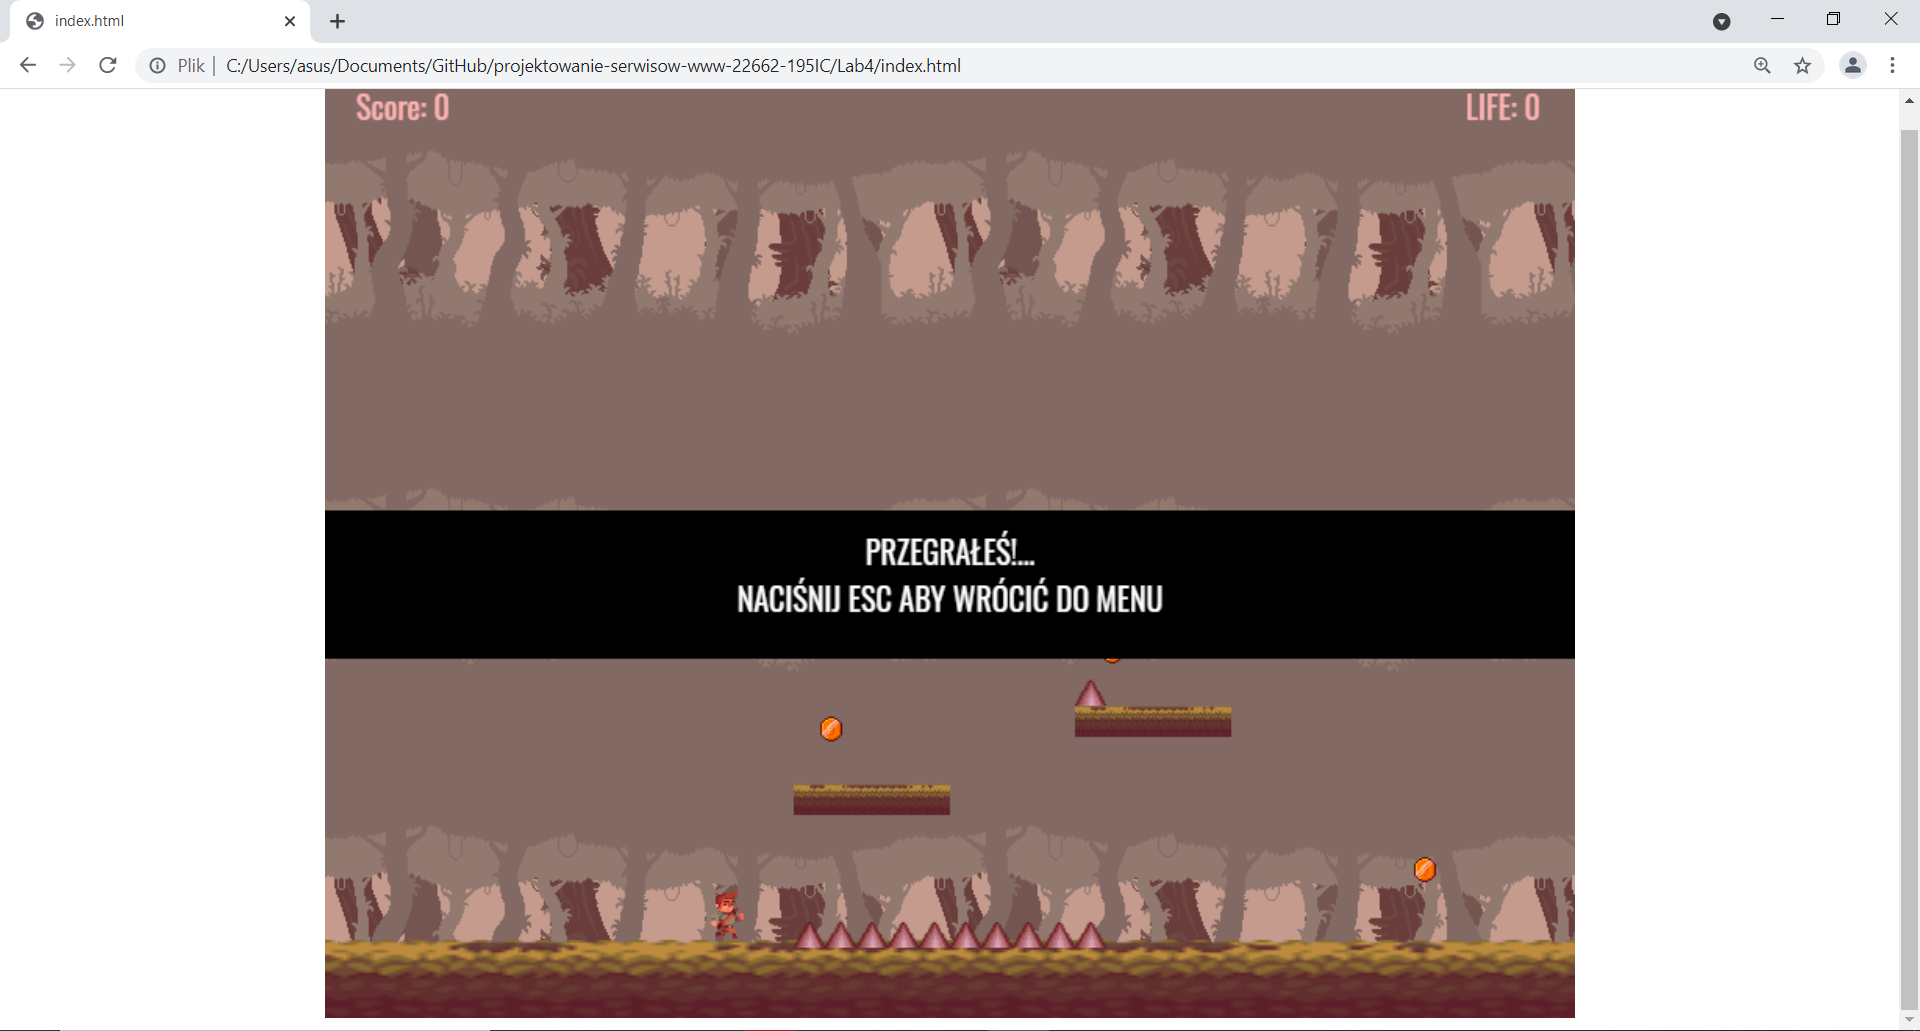 index.html
Plik
C:/Users/asus/Documents/GitHub/projektowanie-serwisow-www-22662-195IC/Lab4/index.html
Score: 0
LIFE: 0
PRZEGRAŁEŚ!...
NACIŚNIJ ESC ABY WRÓCIĆ DO MENU